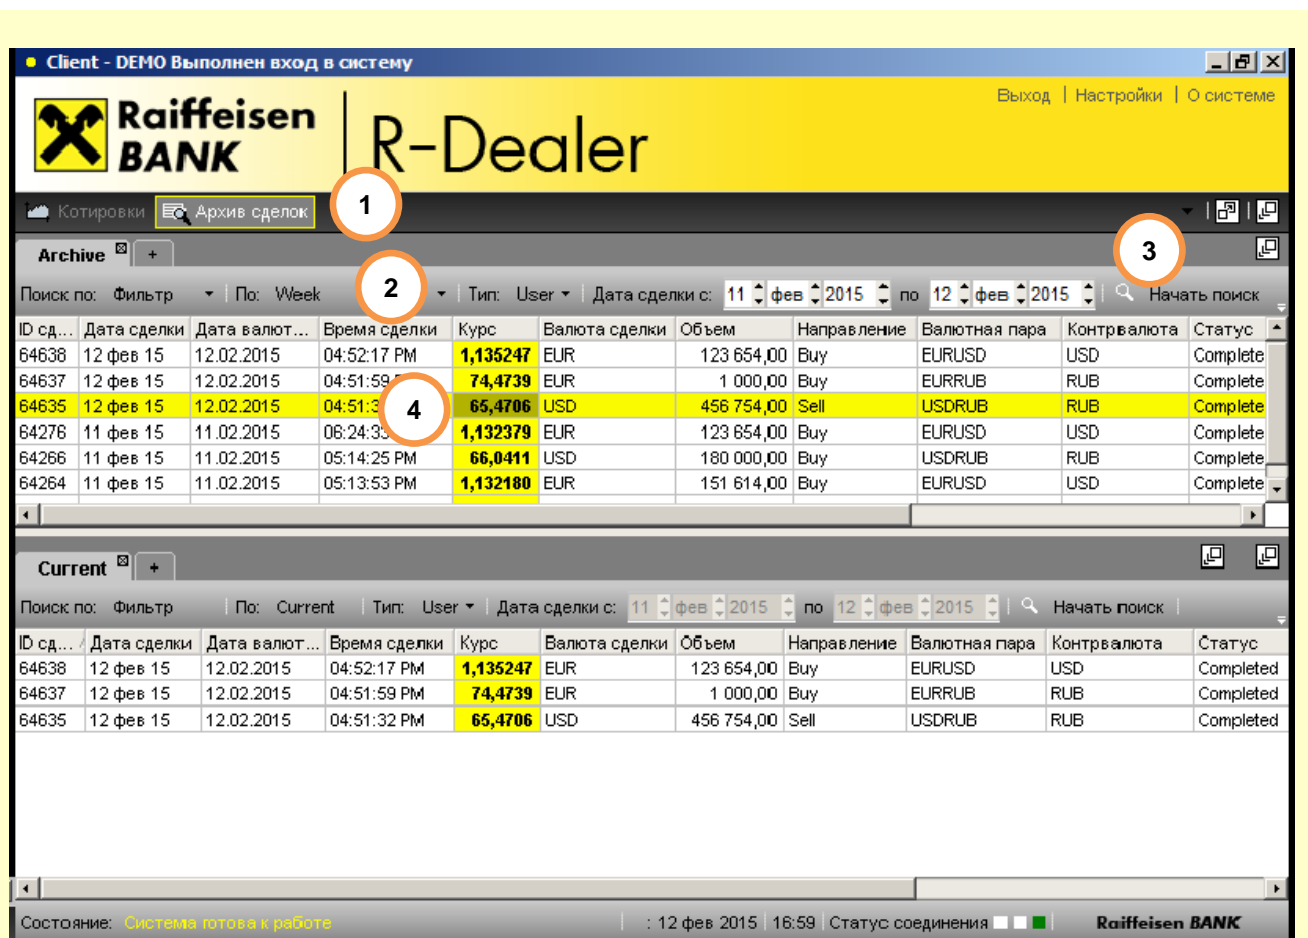 Client - DEMO Выполнен вход в систему
Выход | Настройки | О системе
Raiffeisen
BANK
R-Dealer
Котировки Архив сделок 1
3
Archive +
2
Поиск по: Фильтр По: Week Тип: User Дата сделки с: 11 фев 2015 по 12 фев 2015 Начать поиск
ID сд... Дата сделки Дата валют... Время сделки Курс Валюта сделки Объем Направление Валютная пара Контрвалюта Статус
64638 12 фев 15 12.02.2015 04:52:17 PM 1,135247 EUR 123 654,00 Buy EURUSD USD Complete
64637 12 фев 15 12.02.2015 04:51:59 74,4739 EUR 1 000,00 Buy EURRUB RUB Complete
64635 12 фев 15 12.02.2015 04:51:3 4 65,4706 USD 456 754,00 Sell USDRUB RUB Complete
64276 11 фев 15 11.02.2015 06:24:33 1,132379 EUR 123 654,00 Buy EURUSD USD Complete
64266 11 фев 15 11.02.2015 05:14:25 PM 66,0411 USD 180 000,00 Buy USDRUB RUB Complete
64264 11 фев 15 11.02.2015 05:13:53 PM 1,132180 EUR 151 614,00 Buy EURUSD USD Complete
Current +
Поиск по: Фильтр По: Current Тип: User Дата сделки с: 11 фев 2015 по 12 фев 2015 Начать поиск
ID сд... Дата сделки Дата валют... Время сделки Курс Валюта сделки Объем Направление Валютная пара Контрвалюта Статус
64638 12 фев 15 12.02.2015 04:52:17 PM 1,135247 EUR 123 654,00 Buy EURUSD USD Completed
64637 12 фев 15 12.02.2015 04:51:59 PM 74,4739 EUR 1 000,00 Buy EURRUB RUB Completed
64635 12 фев 15 12.02.2015 04:51:32 PM 65,4706 USD 456 754,00 Sell USDRUB RUB Completed
Состояние: Система готова к работе : 12 фев 2015 16:59 Статус соединения Raiffeisen BANK